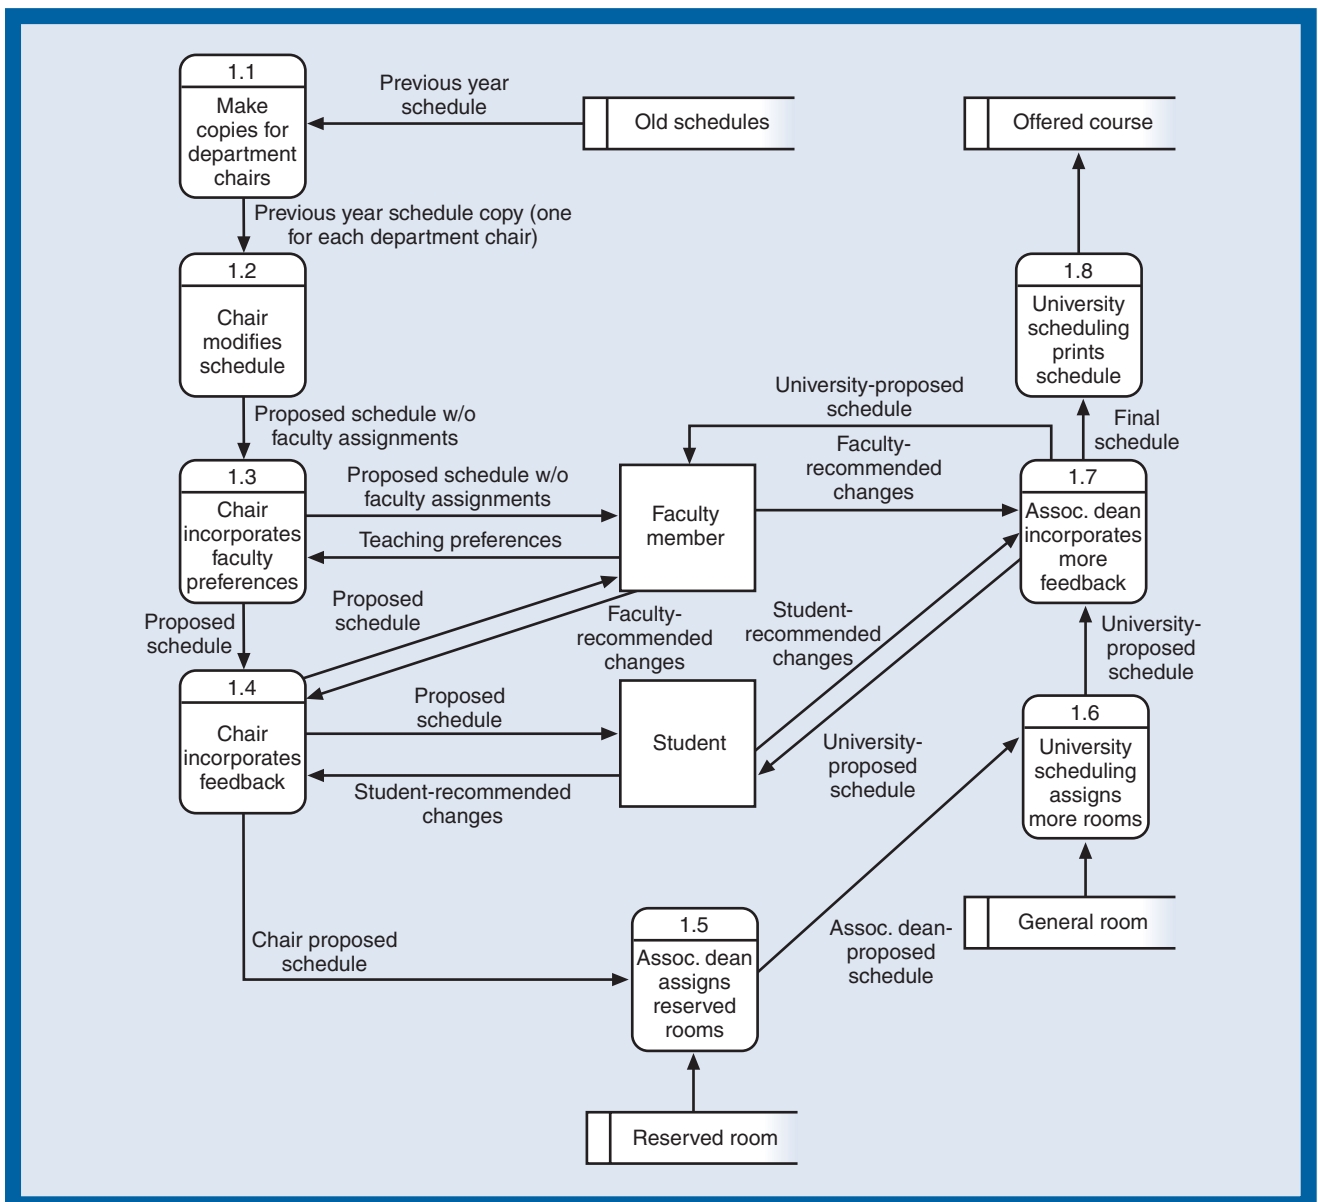 1.1
Make
copies for
department
chairs
Previous year
schedule
Old schedules
Offered course
Previous year schedule copy (one
for each department chair)
1.2
Chair
modifies
schedule
1.8
University
scheduling
prints
schedule
Proposed schedule w/o
faculty assignments
University-proposed
schedule
Final
schedule
1.3
Chair
incorporates
faculty
preferences
Proposed schedule w/o
faculty assignments
Teaching preferences
Faculty
member
Faculty-
recommended
changes
1.7
Assoc. dean
incorporates
more
feedback
Proposed
schedule
Proposed
schedule
Faculty-
recommended
changes
Student-
recommended
changes
University-
proposed
schedule
1.4
Chair
incorporates
feedback
Proposed
schedule
Student
Student-recommended
changes
University-
proposed
schedule
1.6
University
scheduling
assigns
more rooms
Chair proposed
schedule
1.5
Assoc. dean
assigns
reserved
rooms
Assoc. dean-
proposed
schedule
General room
Reserved room